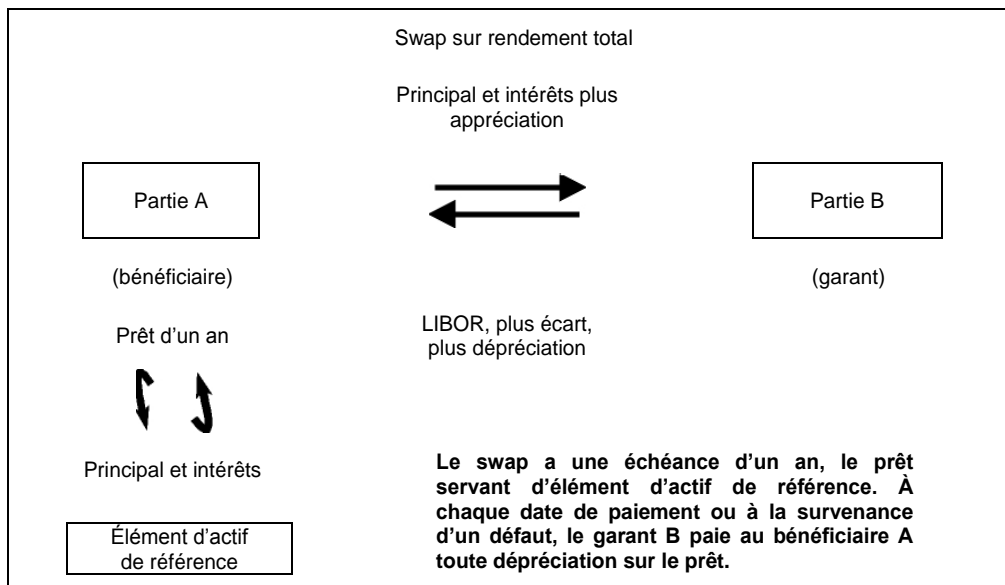 Swap sur rendement total
Principal et intérêts plus
appréciation
Partie A
Partie B
(bénéficiaire)
(garant)
Prêt d’un an
LIBOR, plus écart,
plus dépréciation
Principal et intérêts
Élément d’actif
de référence
Le swap a une échéance d’un an, le prêt
servant d’élément d’actif de référence. À
chaque date de paiement ou à la survenance
d’un défaut, le garant B paie au bénéficiaire A
toute dépréciation sur le prêt.